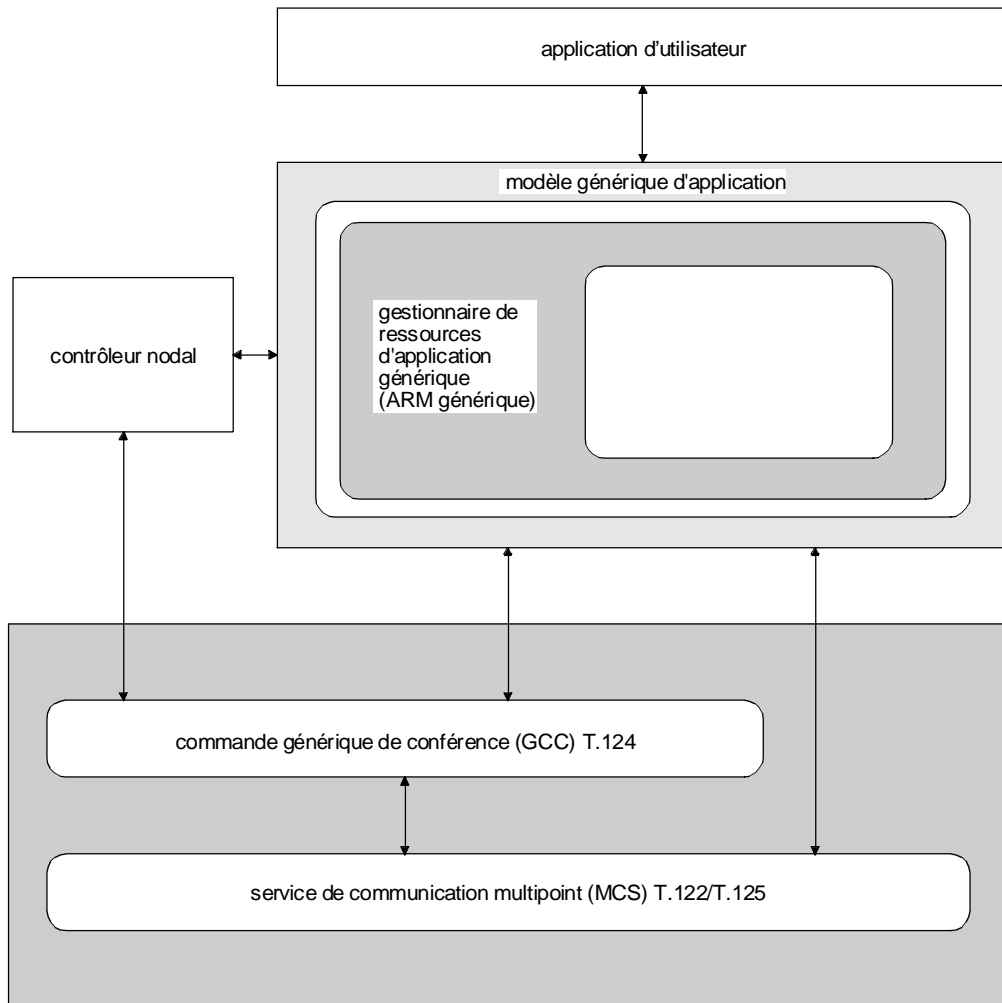 application d’utilisateur
modèle générique d'application
gestionnaire de
ressources
d'application
générique
(ARM générique)
contrôleur nodal
commande générique de conférence (GCC) T.124
service de communication multipoint (MCS) T.122/T.125